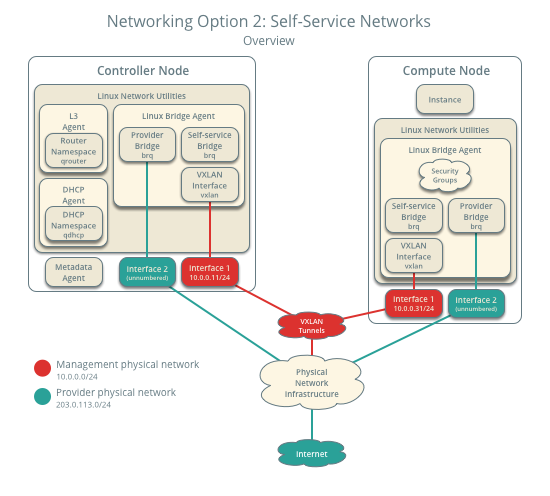 Networking Option 2: Self-Service Networks
Overview
Controller Node
Linux Network Utilities
L3
Agent
Router
Namespace
qrouter
DHCP
Agent
DHCP
Namespace
qdhcp
Linux Bridge Agent
Provider
Bridge
brq
Self-service
Bridge
brq
VXLAN
Interface
vxlan
Metadata
Agent
Interface 2
(unnumbered)
Interface 1
10.0.0.11/24
Compute Node
Instance
Linux Network Utilities
Linux Bridge Agent
Security
Groups
Self-service
Bridge
brq
Provider
Bridge
brq
VXLAN
Interface
vxlan
Interface 1
10.0.0.31/24
Interface 2
(unnumbered)
VXLAN
Tunnels
Physical
Network
Infrastructure
Internet
Management physical network
10.0.0.0/24
Provider physical network
203.0.113.0/24